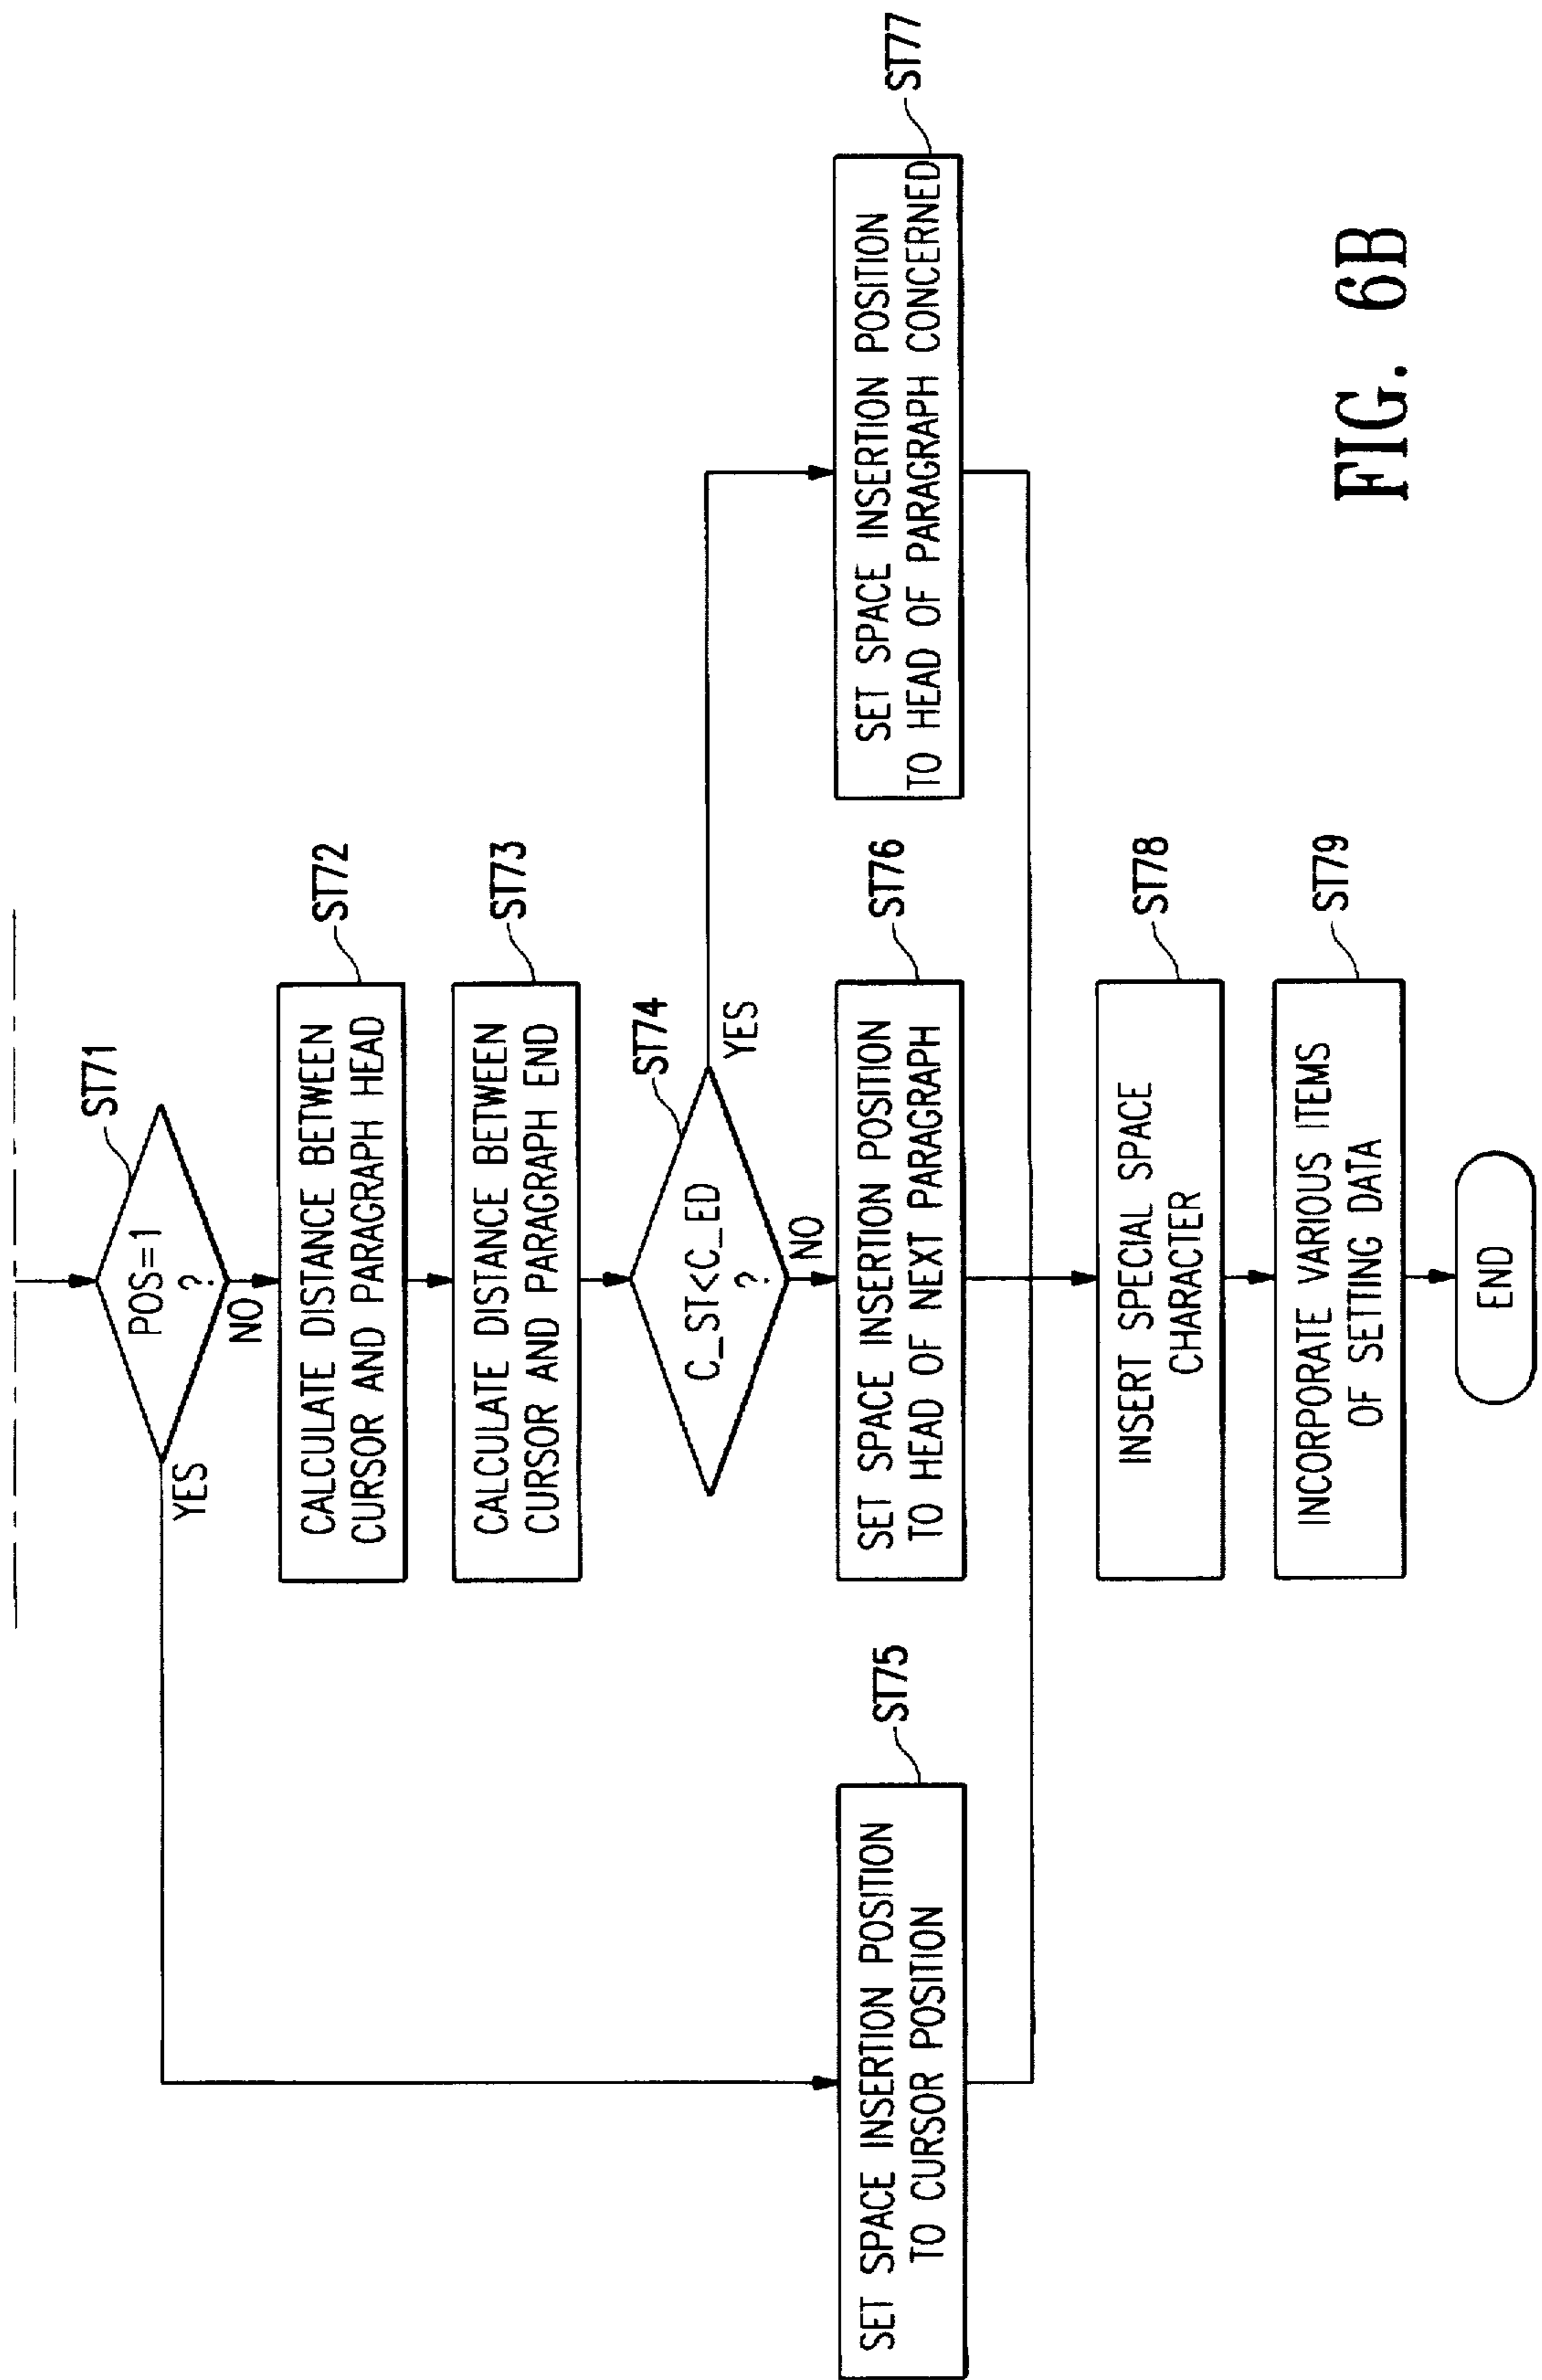 ST71
POS=1
?
YES
NO
ST72
CALCULATE DISTANCE BETWEEN
CURSOR AND PARAGRAPH HEAD
ST73
CALCULATE DISTANCE BETWEEN
CURSOR AND PARAGRAPH END
ST74
C_ST<C_ED
?
YES
NO
ST75
SET SPACE INSERTION POSITION
TO CURSOR POSITION
ST76
SET SPACE INSERTION POSITION
TO HEAD OF NEXT PARAGRAPH
ST77
SET SPACE INSERTION POSITION
TO HEAD OF PARAGRAPH CONCERNED
ST78
INSERT SPECIAL SPACE
CHARACTER
ST79
INCORPORATE VARIOUS ITEMS
OF SETTING DATA
END
FIG. 6B